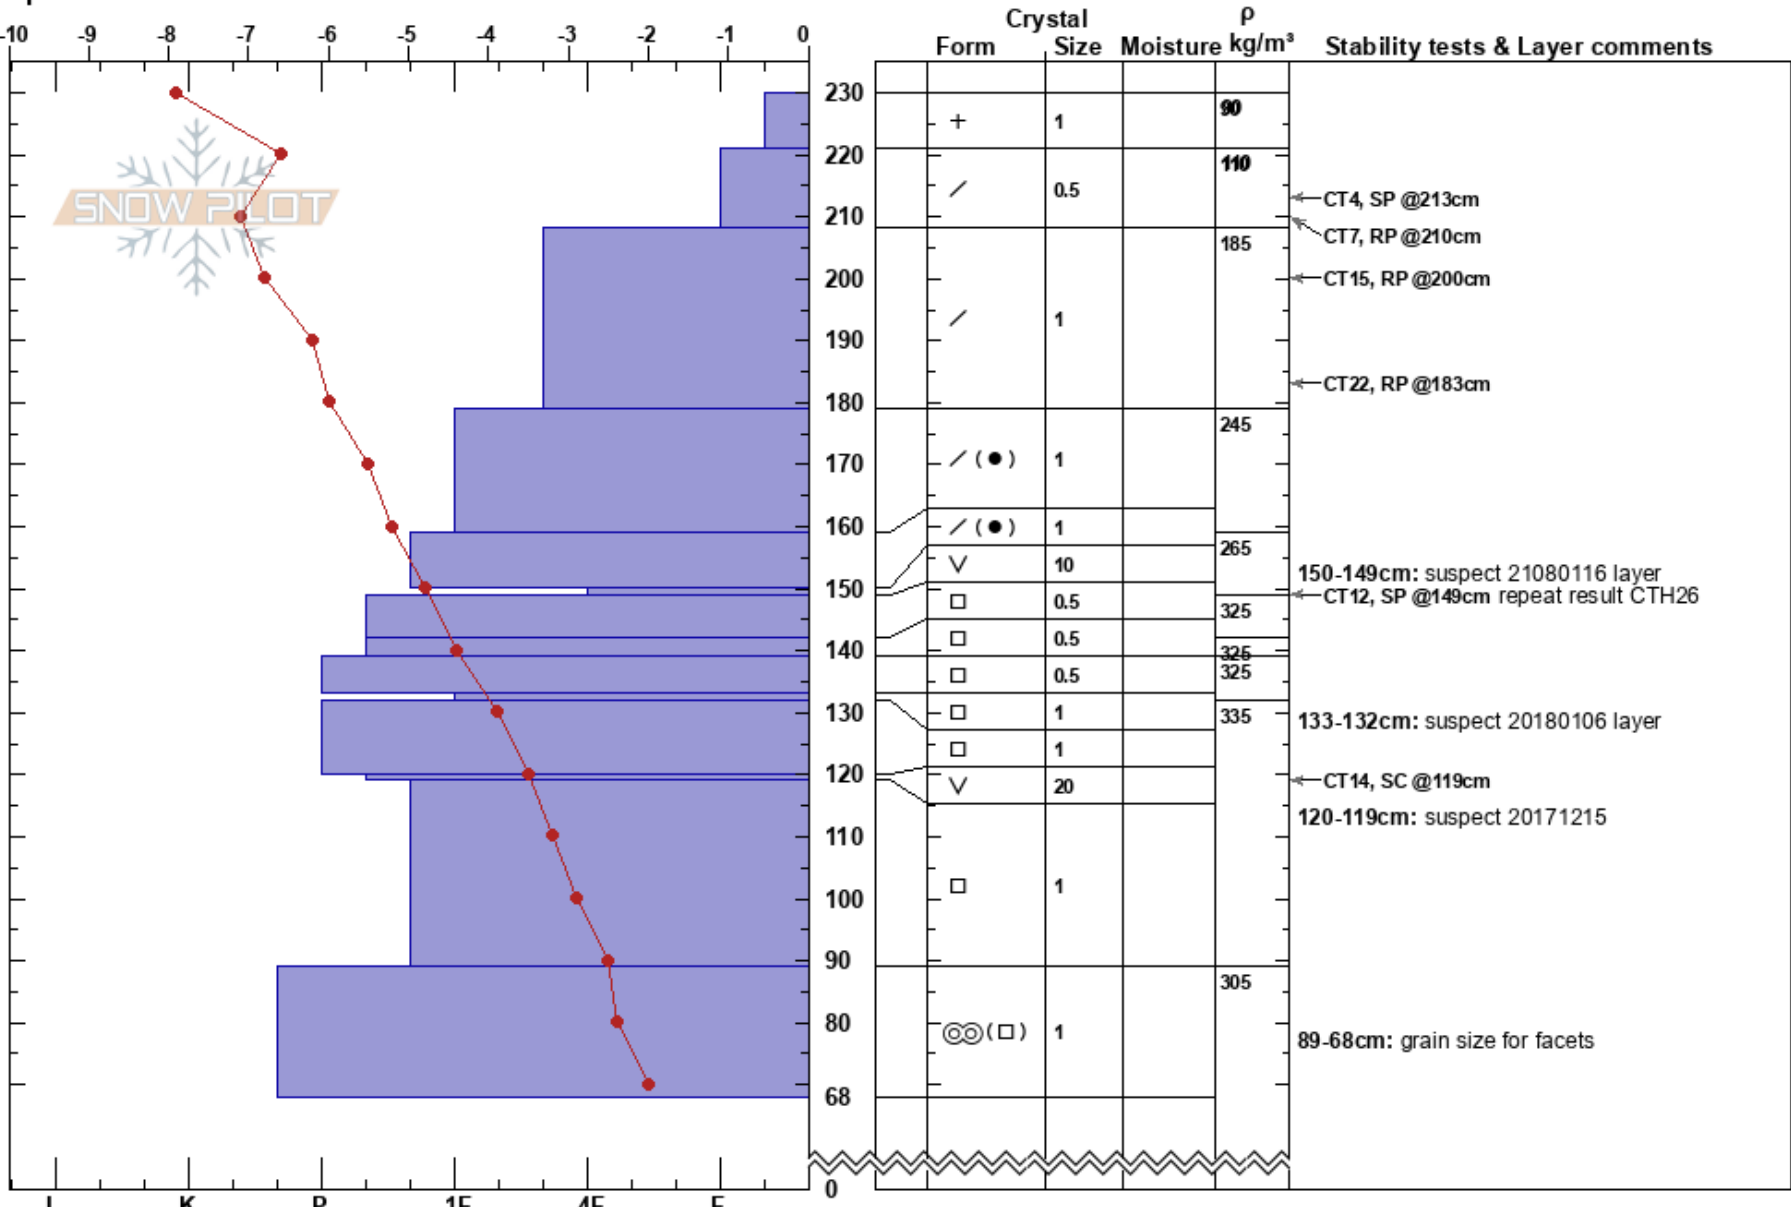 -10 -9 -8 -7 -6 -5 -4 -3 -2 -1 0
Crystal ρ
Form Size Moisture kg/m³ Stability tests & Layer comments
SNOW PILOT
230 + 1 90
220 / 0.5 110
CT4, SP @213cm
210
CT7, RP @210cm
185
200 CT15, RP @200cm
190 / 1
CT22, RP @183cm
180
245
170 / (●) 1
160 / (●) 1
265
V 10
150-149cm: suspect 21080116 layer
150
CT12, SP @149cm repeat result CTH26
□ 0.5 325
140 □ 0.5 325
□ 0.5 325
130 □ 1 335
133-132cm: suspect 20180106 layer
□ 1
120 V 20 CT14, SC @119cm
120-119cm: suspect 20171215
110
100 □ 1
90
305
80 ◎◎(□) 1
89-68cm: grain size for facets
68
0
I K P 1F 4F F